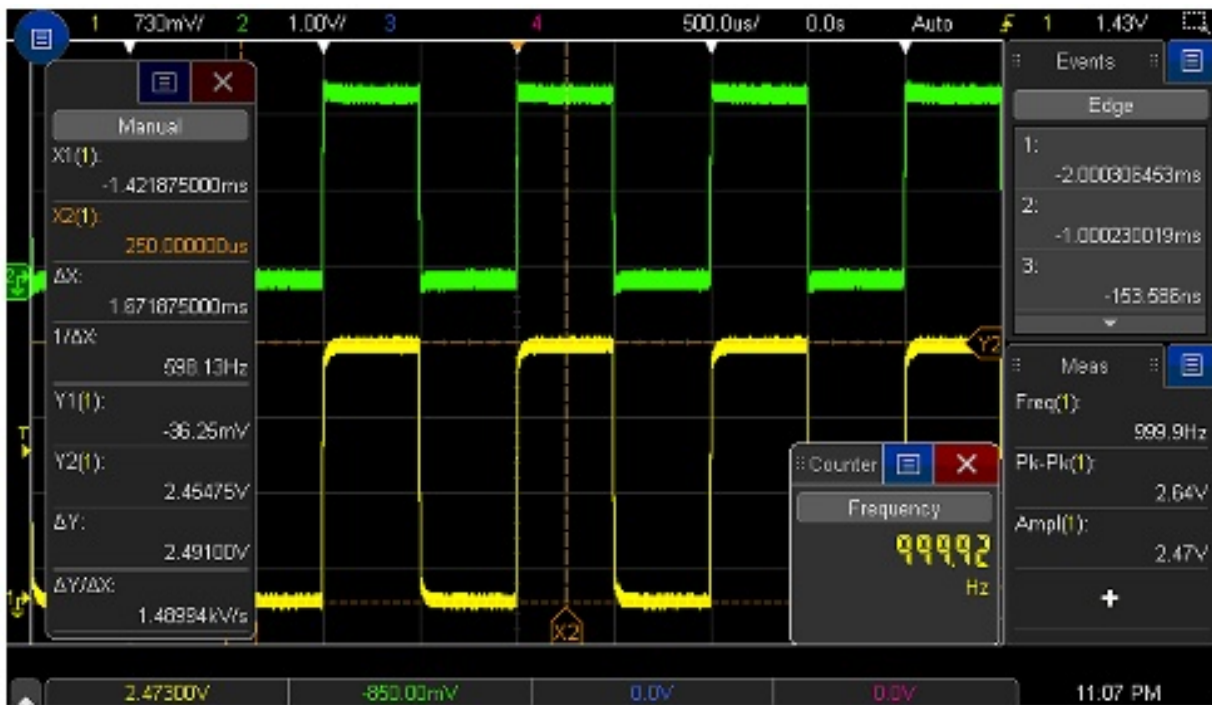 1 730mV/ 2 1.00V/ 3 4 500.0us/ 0.0s Auto 1 1.43V
Manual
X1(1):
-1.421875000ms
X2(1):
250.000000us
ΔX:
1.671875000ms
1/ΔX:
598.13Hz
Y1(1):
-36.25mV
Y2(1):
2.45475V
ΔY:
2.49100V
ΔY/ΔX:
1.48994kV/s
2
T
1
Y2
X2
Counter
Frequency
999.92
Hz
Events
Edge
1:
-2.000306453ms
2:
-1.000230019ms
3:
-153.586ns
Meas
Freq(1):
999.9Hz
Pk-Pk(1):
2.64V
Ampl(1):
2.47V
2.47300V -850.00mV 0.0V 0.0V 11:07 PM